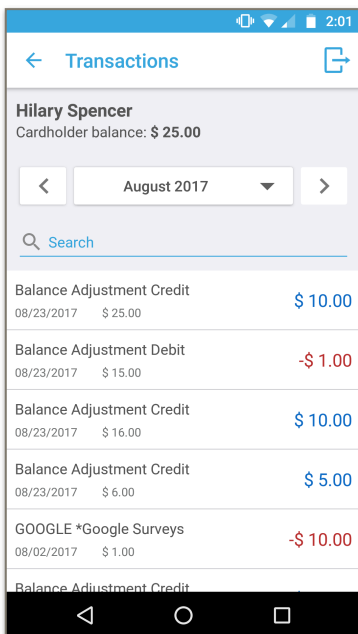 2:01
Transactions
Hilary Spencer
Cardholder balance: $ 25.00
August 2017
Search
Balance Adjustment Credit
$ 10.00
08/23/2017 $ 25.00
Balance Adjustment Debit
-$ 1.00
08/23/2017 $ 15.00
Balance Adjustment Credit
$ 10.00
08/23/2017 $ 16.00
Balance Adjustment Credit
$ 5.00
08/23/2017 $ 6.00
GOOGLE *Google Surveys
-$ 10.00
08/02/2017 $ 1.00
Balance Adjustment Credit